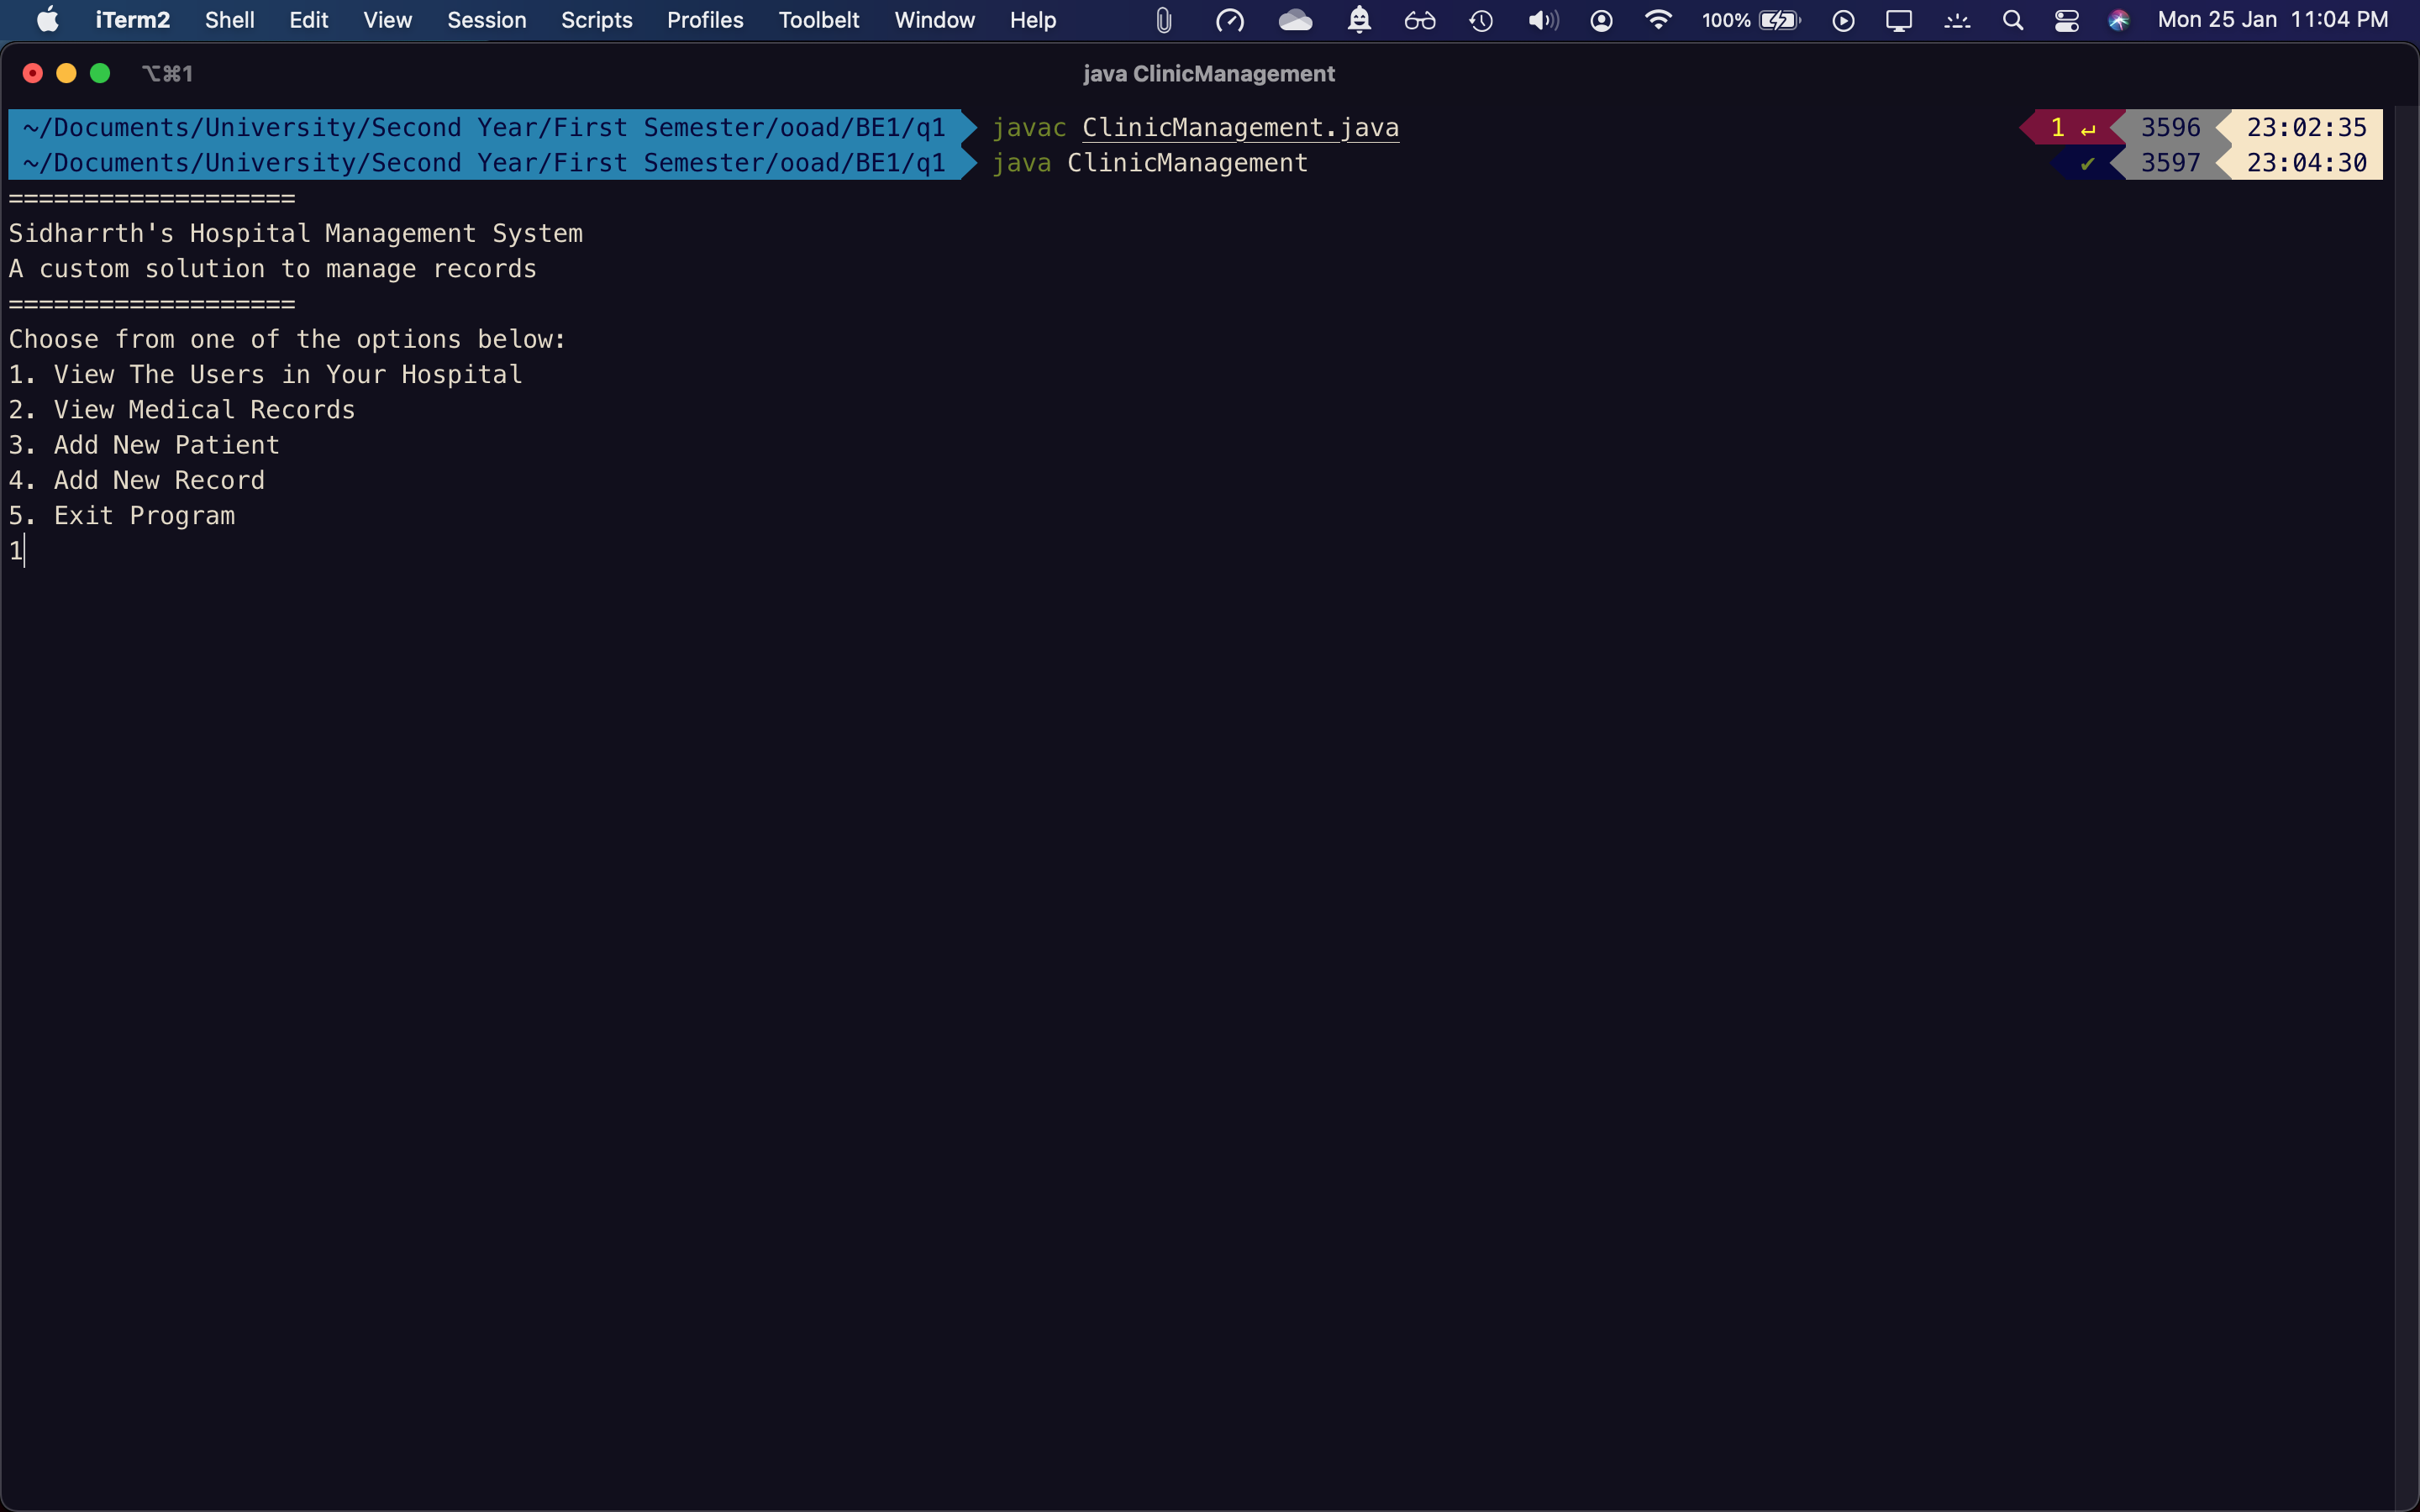 iTerm2 Shell Edit View Session Scripts Profiles Toolbelt Window Help 100% Mon 25 Jan 11:04 PM
⌥⌘1 java ClinicManagement
~/Documents/University/Second Year/First Semester/ooad/BE1/q1 javac ClinicManagement.java 1 ↵ 3596 23:02:35
~/Documents/University/Second Year/First Semester/ooad/BE1/q1 java ClinicManagement ✔ 3597 23:04:30
===================
Sidharrth's Hospital Management System
A custom solution to manage records
===================
Choose from one of the options below:
1. View The Users in Your Hospital
2. View Medical Records
3. Add New Patient
4. Add New Record
5. Exit Program
1